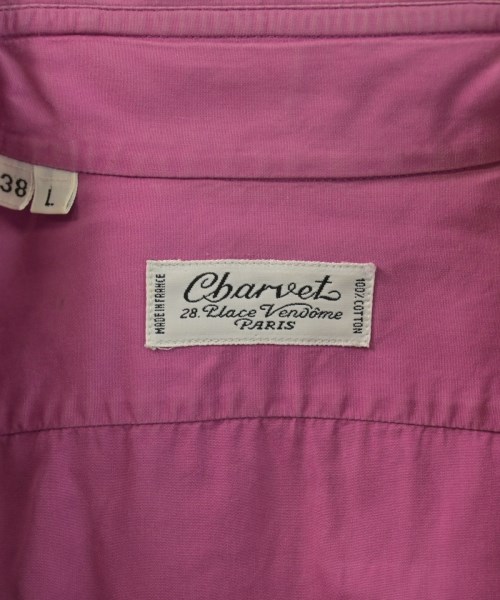 38 L
MADE IN FRANCE
Charvet
28. Place Vendôme
PARIS
100% COTTON